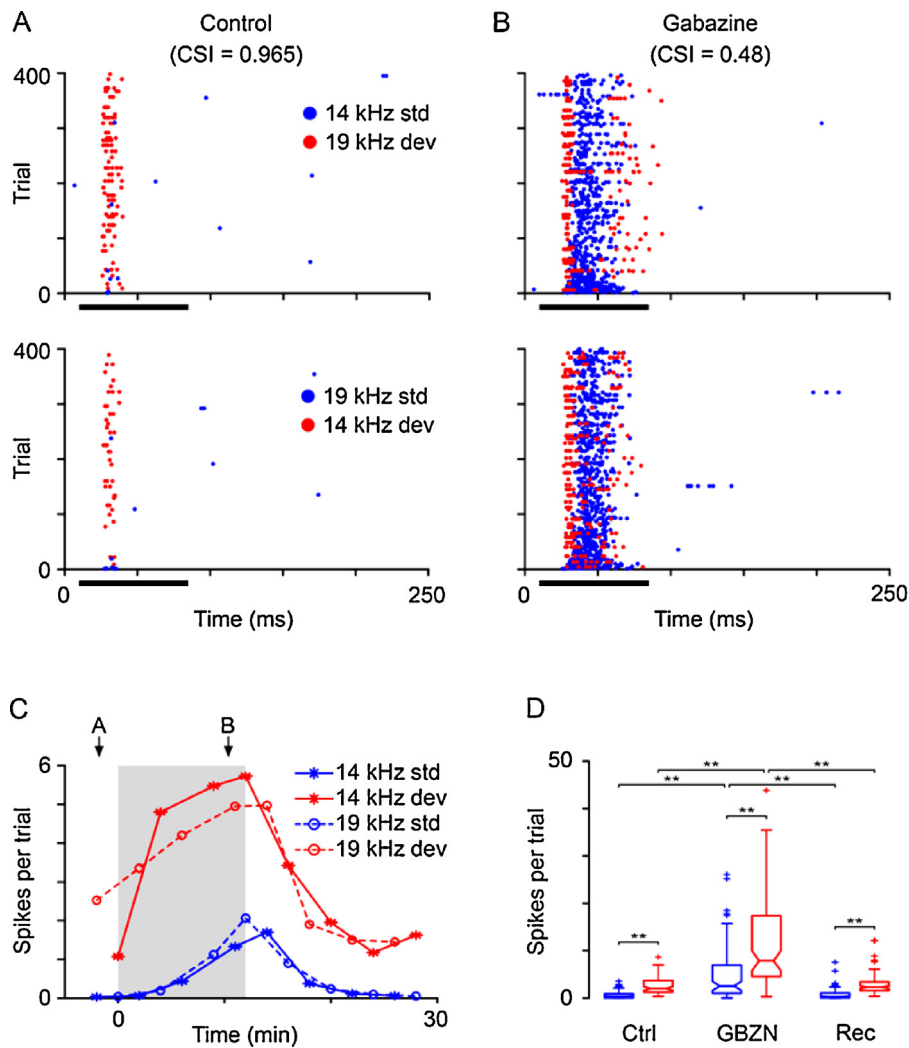 A
Control
(CSI = 0.965)
B
Gabazine
(CSI = 0.48)
400
Trial
0
14 kHz std
19 kHz dev
400
Trial
0
19 kHz std
14 kHz dev
0
250
Time (ms)
0
250
Time (ms)
C
A
B
6
Spikes per trial
0
14 kHz std
14 kHz dev
19 kHz std
19 kHz dev
0
30
Time (min)
D
50
Spikes per trial
0
**
**
**
**
**
**
**
Ctrl
GBZN
Rec